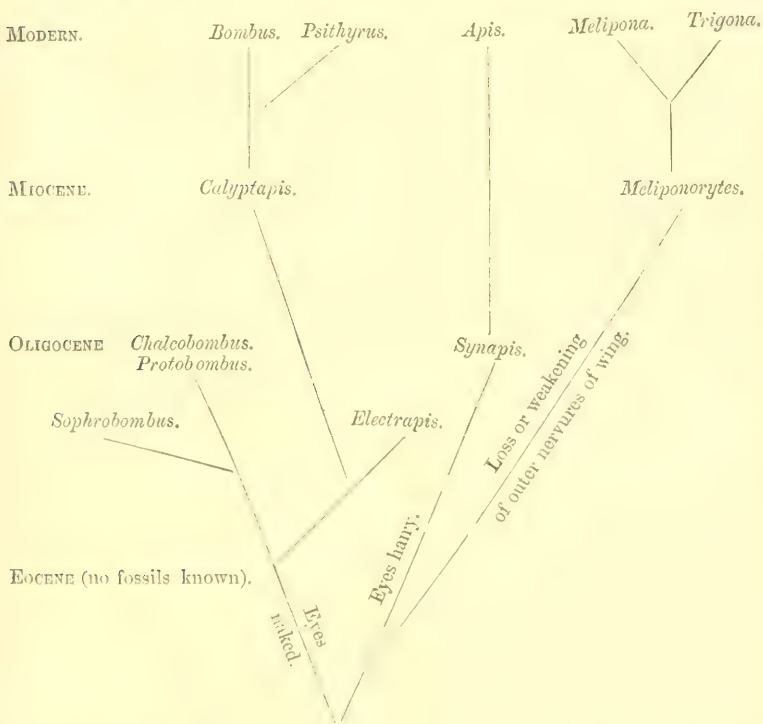 MODERN. Bombus. Psithyrus. Apis. Melipona. Trigona.
MIOCENE. Calyptapis. Meliponorytes.
OLIGOCENE Chalcobombus. Synapis.
Protobombus.
Sophrobombus. Electrapis.
Loss or weakening
of outer nervures of wing.
Eyes hairy.
EOCENE (no fossils known).
Eyes
naked.